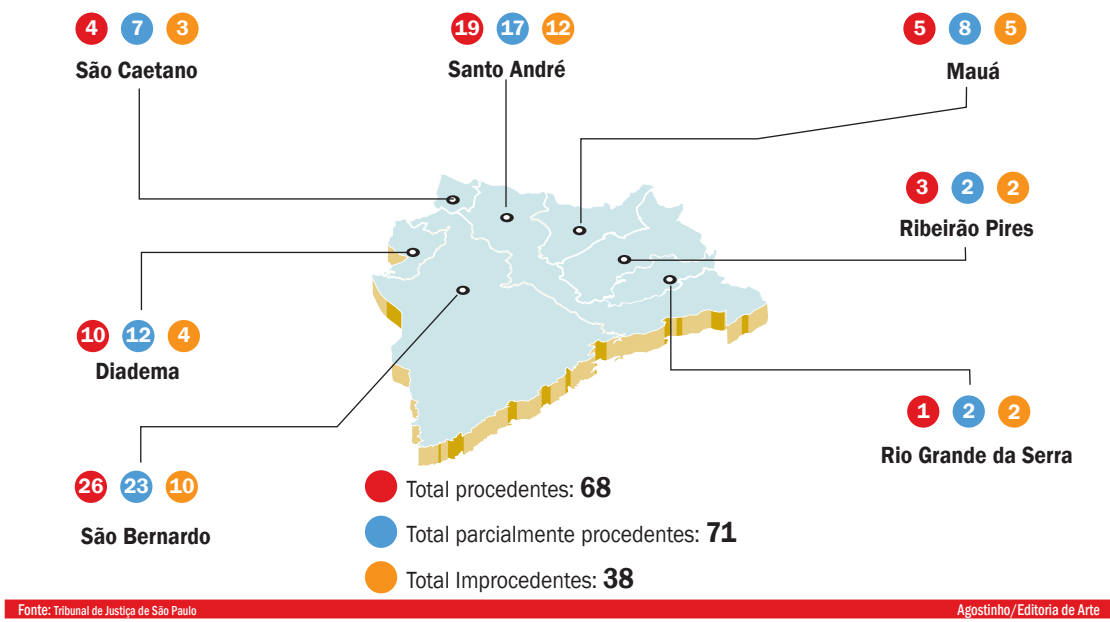 4 7 3
São Caetano
19 17 12
Santo André
5 8 5
Mauá
3 2 2
Ribeirão Pires
10 12 4
Diadema
1 2 2
Rio Grande da Serra
26 23 10
São Bernardo
Total procedentes: 68
Total parcialmente procedentes: 71
Total Improcedentes: 38
Fonte: Tribunal de Justiça de São Paulo
Agostinho/Editoria de Arte